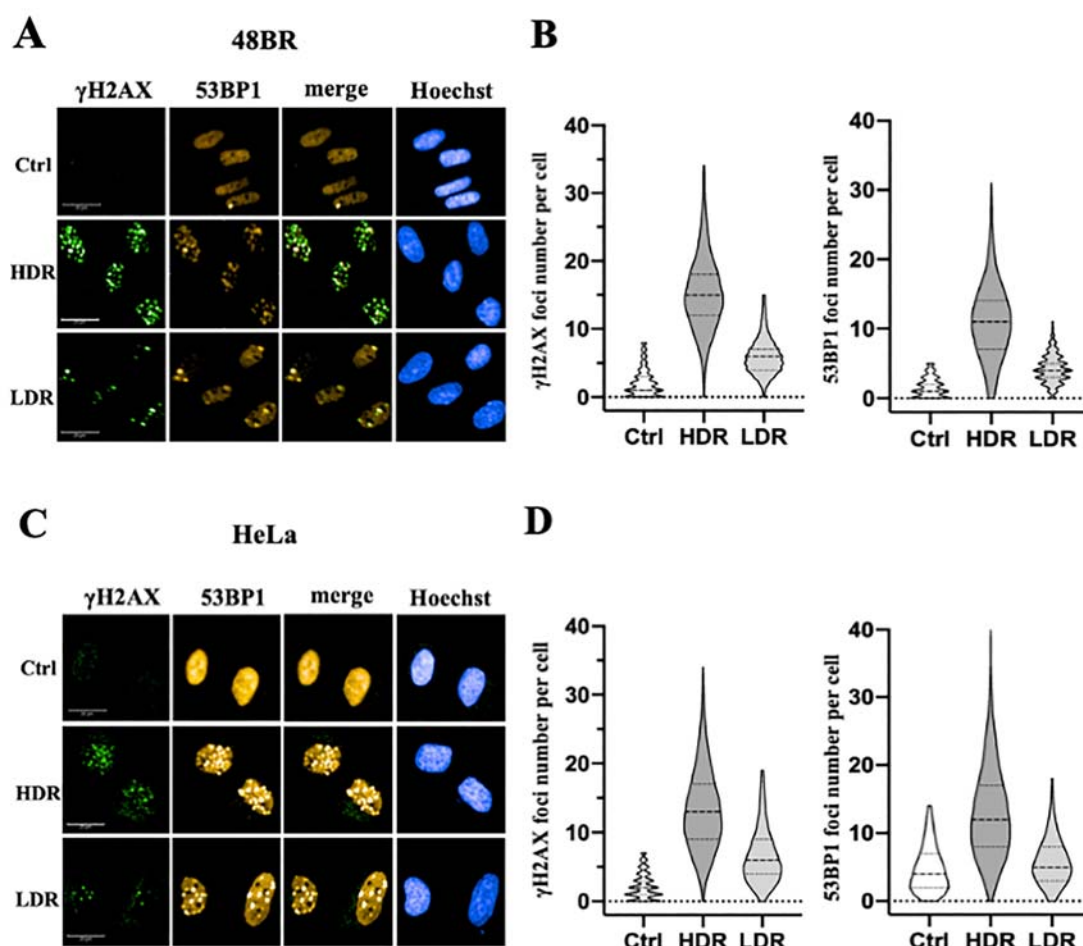 A
48BR
γH2AX 53BP1 merge Hoechst
Ctrl
HDR
LDR
B
γH2AX foci number per cell
40
30
20
10
0
Ctrl HDR LDR
53BP1 foci number per cell
40
30
20
10
0
Ctrl HDR LDR
C
HeLa
γH2AX 53BP1 merge Hoechst
Ctrl
HDR
LDR
D
γH2AX foci number per cell
40
30
20
10
0
Ctrl HDR LDR
53BP1 foci number per cell
40
30
20
10
0
Ctrl HDR LDR